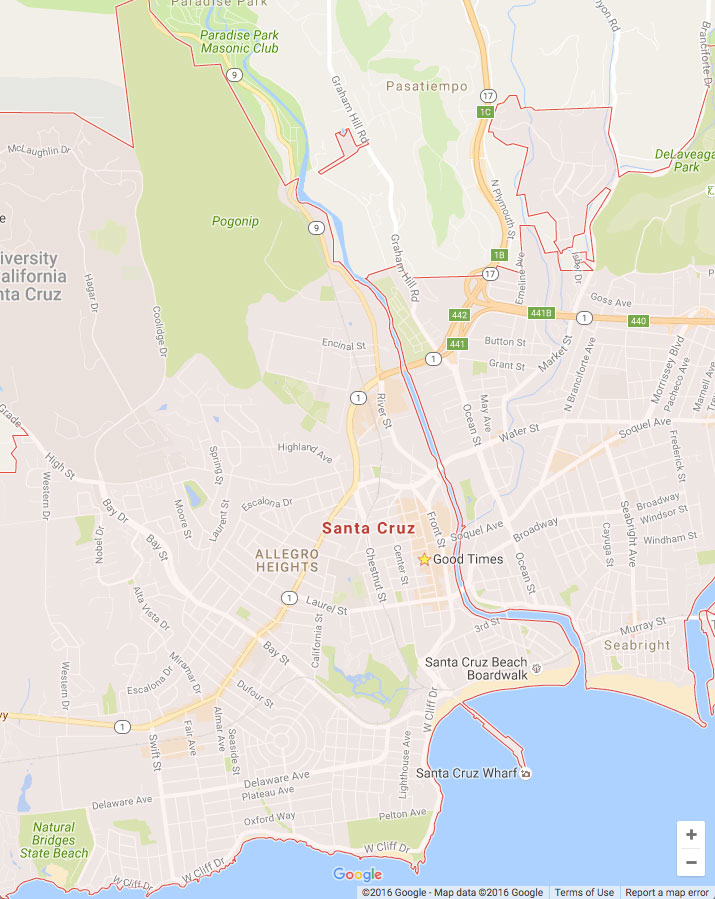 Paradise Park
Paradise Park
Masonic Club
9
Graham Hill Rd
Pasatiempo
17
1C
yon Rd
Branciforte Dr
DeLaveaga
Park
McLaughlin Dr
Pogonip
9
N Plymouth St
Graham Hill Rd
1B
17
Emeline Ave
Isbel Dr
iversity
alifornia
nta Cruz
Hagar Dr
Coolidge Dr
Goss Ave
442
441B
1
440
441
Encinal St
1
Button St
Grant St
Market St
N Branciforte Ave
Morrissey Blvd
Pacheco Ave
Marnell Ave
1
River St
May Ave
Ocean St
Water St
Soquel Ave
Frederick St
Grade
High St
Highland Ave
Spring St
Western Dr
Bay Dr
Moore St
Laurent St
Escalona Dr
Nobel Dr
Bay St
Santa Cruz
Front St
Soquel Ave
Broadway
Broadway
Windsor St
Windham St
Cayuga St
Seabright Ave
ALLEGRO
HEIGHTS
Chestnut St
Center St
Good Times
Ocean St
1
Laurel St
Alta Vista Dr
California St
3rd St
Murray St
Seabright
Bay St
Santa Cruz Beach
Boardwalk
Western Dr
Escalona Dr
Miramar Dr
Dufour St
W Cliff Dr
wy
1
Swift St
Fair Ave
Almar Ave
Seaside St
Lighthouse Ave
Santa Cruz Wharf
Delaware Ave
Plateau Ave
Delaware Ave
Oxford Way
Pelton Ave
Natural
Bridges
State Beach
W Cliff Dr
W Cliff Dr
W Cliff Dr
+
−
Google
©2016 Google - Map data ©2016 Google
Terms of Use
Report a map error